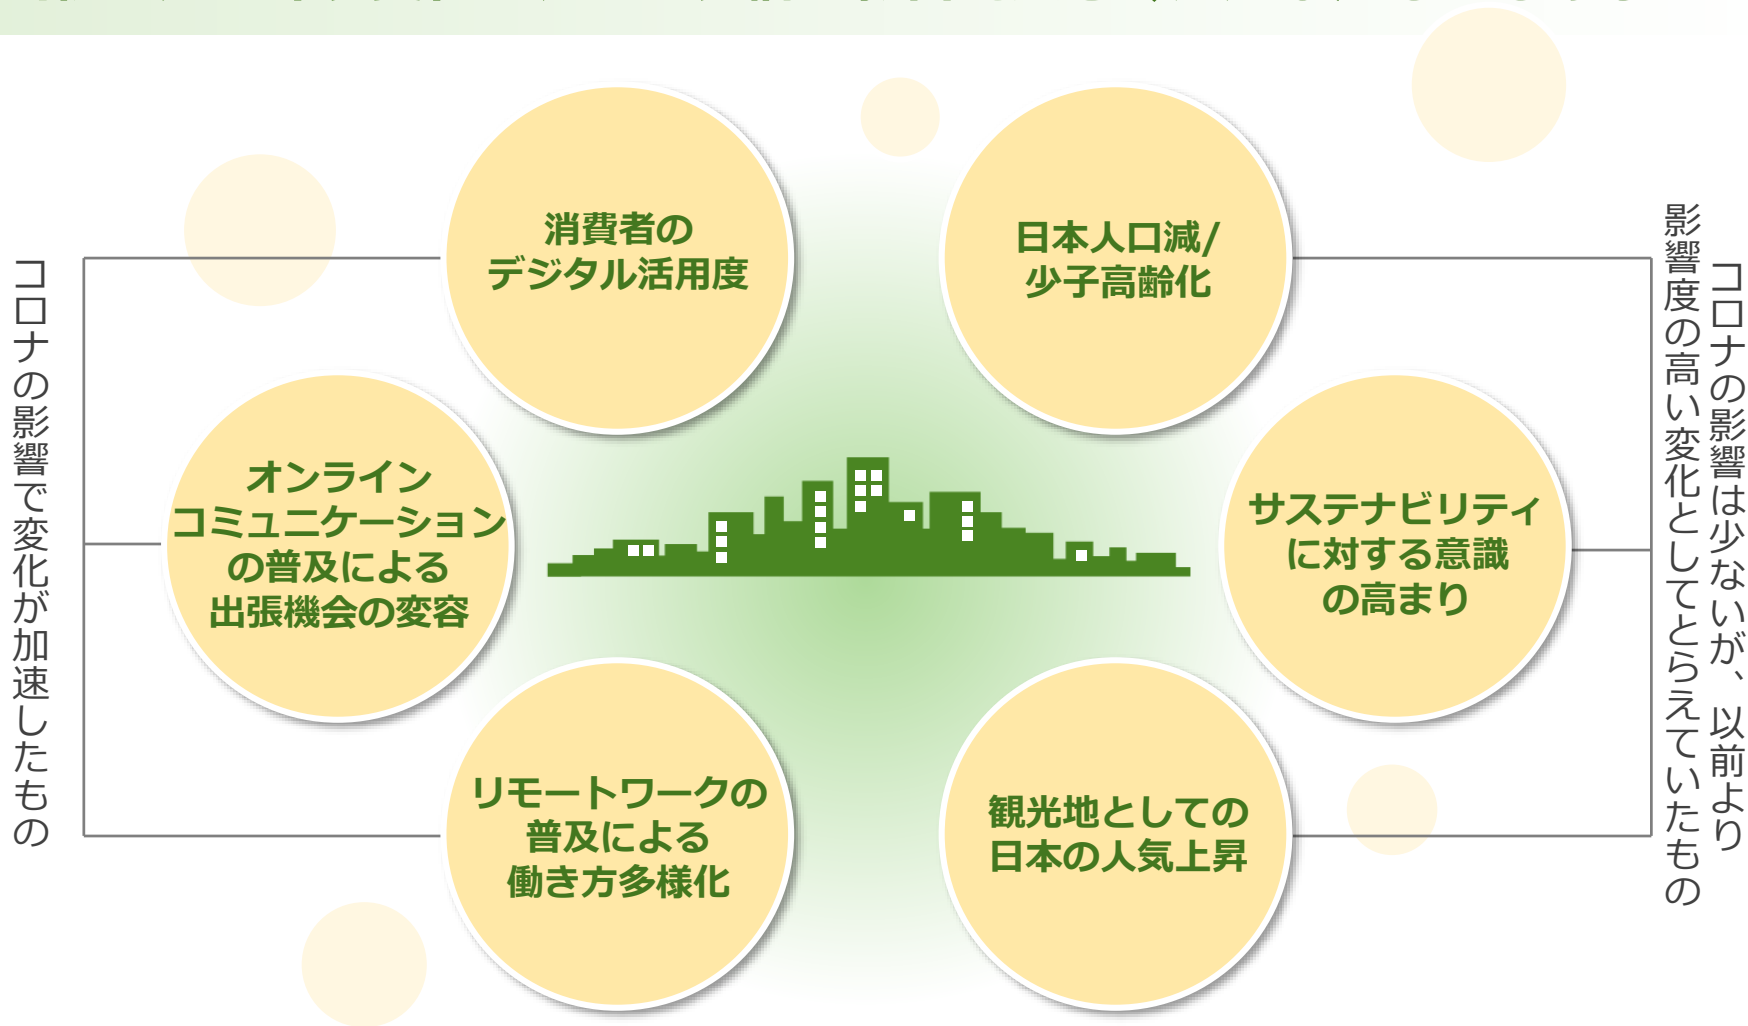 コロナの影響で変化が加速したもの
消費者の
デジタル活用度
オンライン
コミュニケーション
の普及による
出張機会の変容
リモートワークの
普及による
働き方多様化
日本人口減/
少子高齢化
サステナビリティ
に対する意識
の高まり
観光地としての
日本の人気上昇
コロナの影響は少ないが、以前より
影響度の高い変化としてとらえていたもの